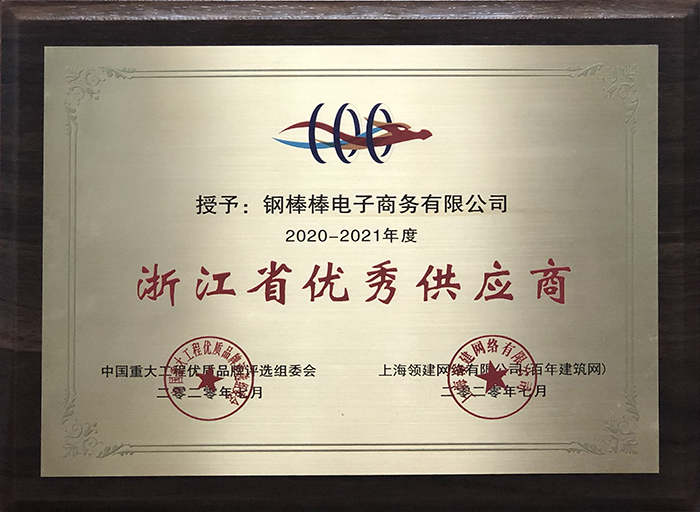 授予：钢棒棒电子商务有限公司
2020-2021年度
浙江省优秀供应商
中国重大工程优质品牌评选组委会
二零二零年七月
上海领建网络有限公司(百年建筑网)
二零二零年七月